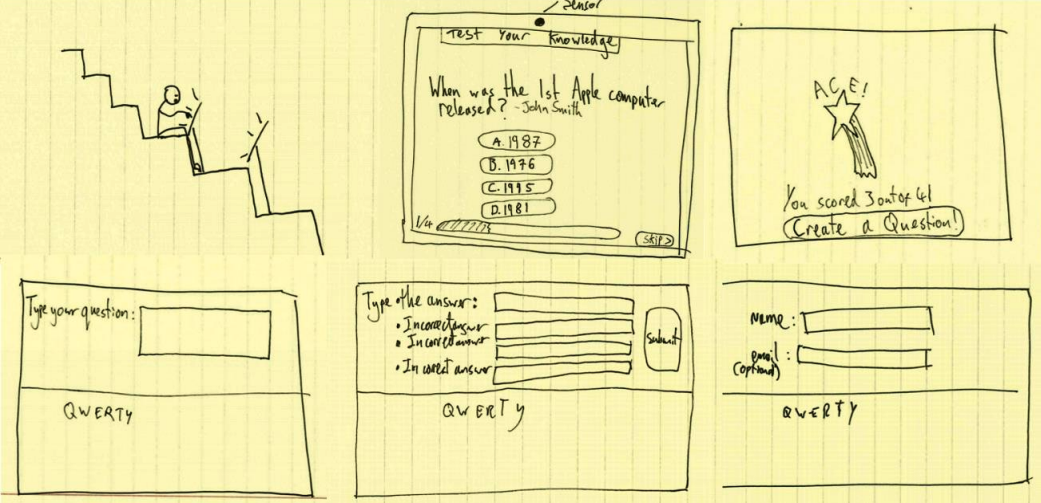 sensor
Test Your Knowledge
When was the 1st Apple computer
released? - John Smith
A. 1987
B. 1976
C. 1995
D. 1981
1/4
SKIP>
ACE!
You scored 3 out of 4!
Create a Question!
Type your question:
QWERTY
Type the answer:
• Incorrect answer
• Incorrect answer
• Incorrect answer
Submit
QWERTY
Name:
email:
(optional)
QWERTY